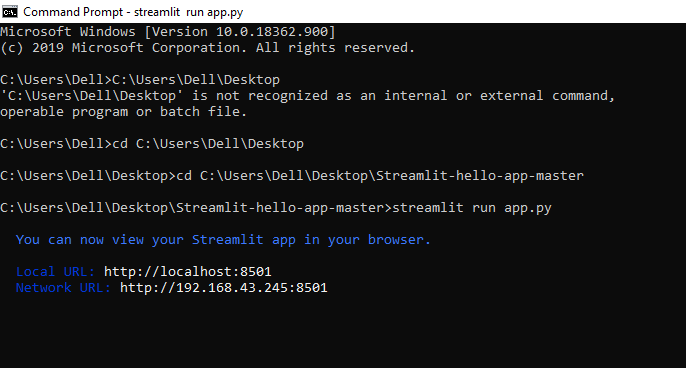 Command Prompt - streamlit run app.py
Microsoft Windows [Version 10.0.18362.900]
(c) 2019 Microsoft Corporation. All rights reserved.
C:\Users\Dell>C:\Users\Dell\Desktop
'C:\Users\Dell\Desktop' is not recognized as an internal or external command,
operable program or batch file.
C:\Users\Dell>cd C:\Users\Dell\Desktop
C:\Users\Dell\Desktop>cd C:\Users\Dell\Desktop\Streamlit-hello-app-master
C:\Users\Dell\Desktop\Streamlit-hello-app-master>streamlit run app.py
You can now view your Streamlit app in your browser.
Local URL: http://localhost:8501
Network URL: http://192.168.43.245:8501